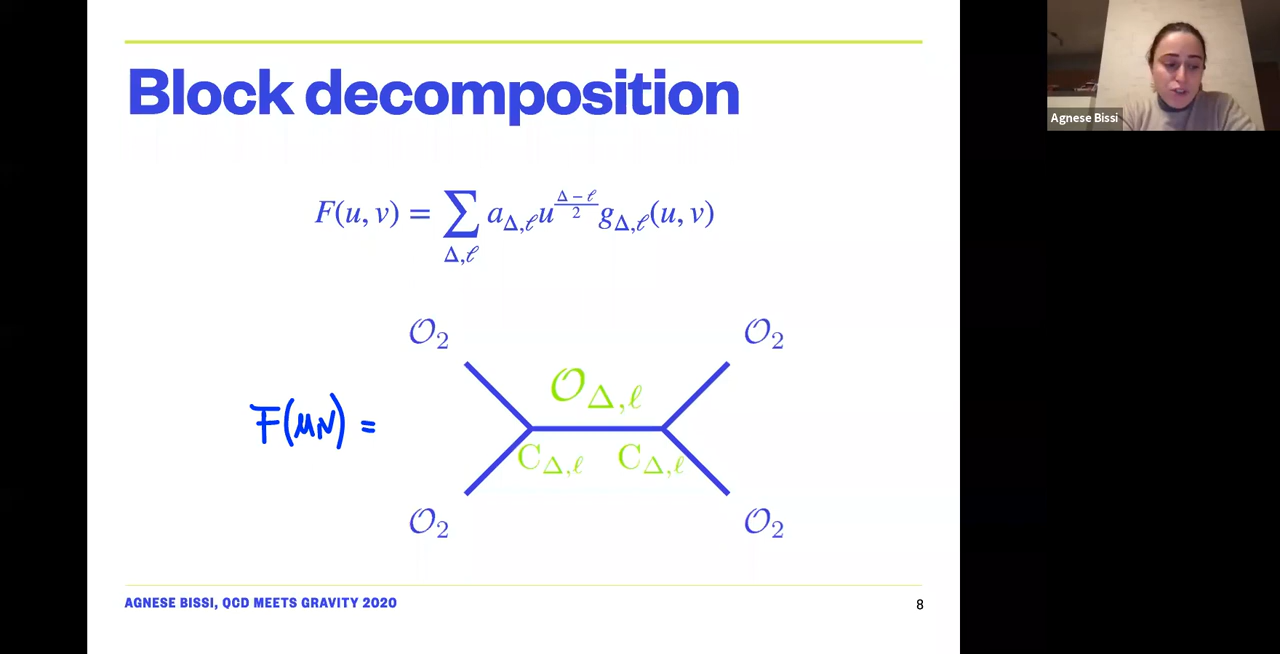 Block decomposition
F(u, v) = ∑_{Δ,ℓ} a_{Δ,ℓ} u^{\frac{Δ−ℓ}{2}} g_{Δ,ℓ}(u, v)
𝒪₂ 𝒪₂
𝒪_{Δ,ℓ}
F(u,v) =
C_{Δ,ℓ} C_{Δ,ℓ}
𝒪₂ 𝒪₂
AGNESE BISSI, QCD MEETS GRAVITY 2020
8
Agnese Bissi